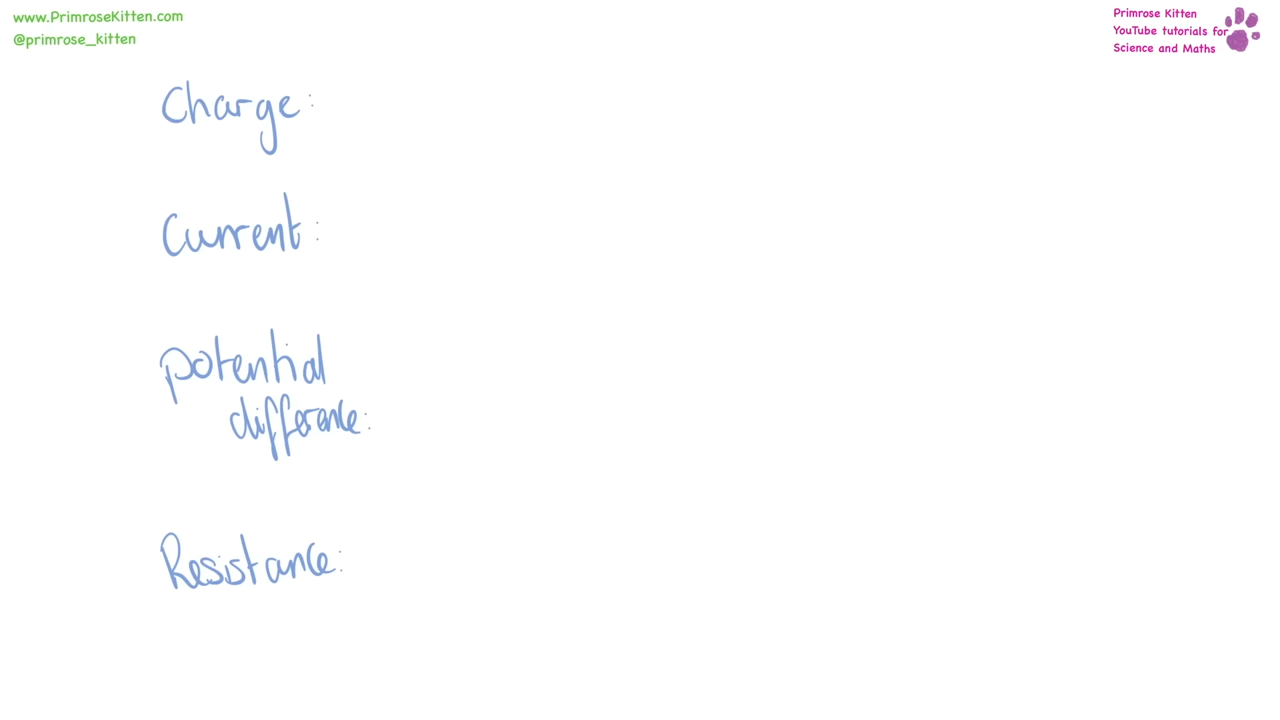 www.PrimroseKitten.com
@primrose_kitten
Primrose Kitten
YouTube tutorials for
Science and Maths
Charge:
Current:
potential
difference:
Resistance: